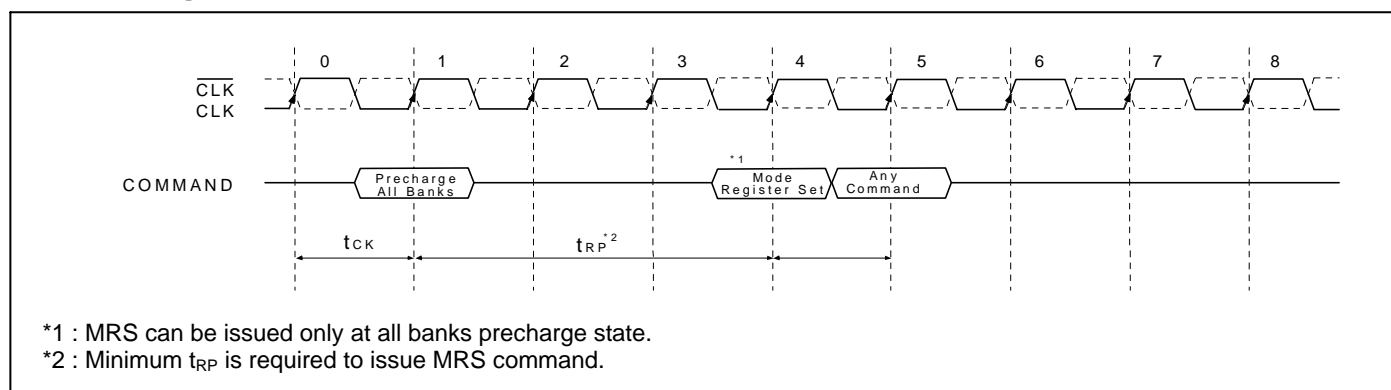 0 1 2 3 4 5 6 7 8
CLK
CLK
COMMAND
Precharge
All Banks
*1
Mode
Register Set
Any
Command
tCK
tRP*2
*1 : MRS can be issued only at all banks precharge state.
*2 : Minimum tRP is required to issue MRS command.